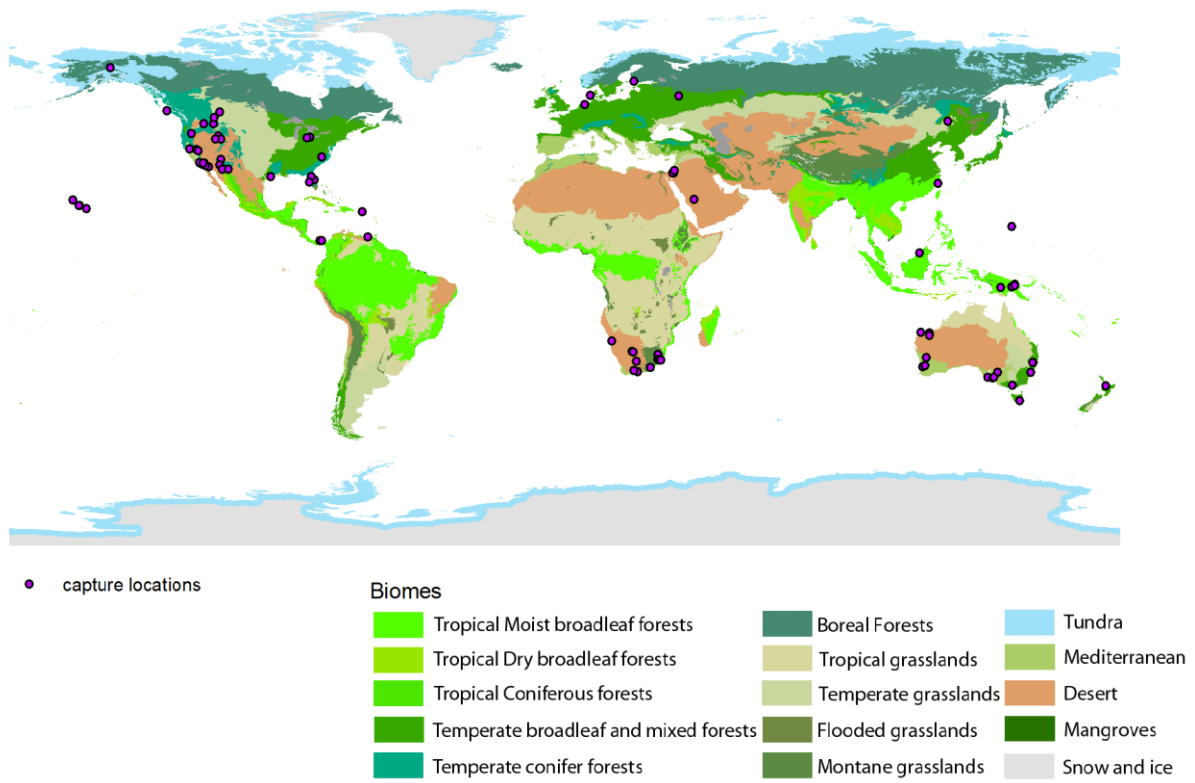 capture locations
Biomes
Tropical Moist broadleaf forests
Tropical Dry broadleaf forests
Tropical Coniferous forests
Temperate broadleaf and mixed forests
Temperate conifer forests
Boreal Forests
Tropical grasslands
Temperate grasslands
Flooded grasslands
Montane grasslands
Tundra
Mediterranean
Desert
Mangroves
Snow and ice